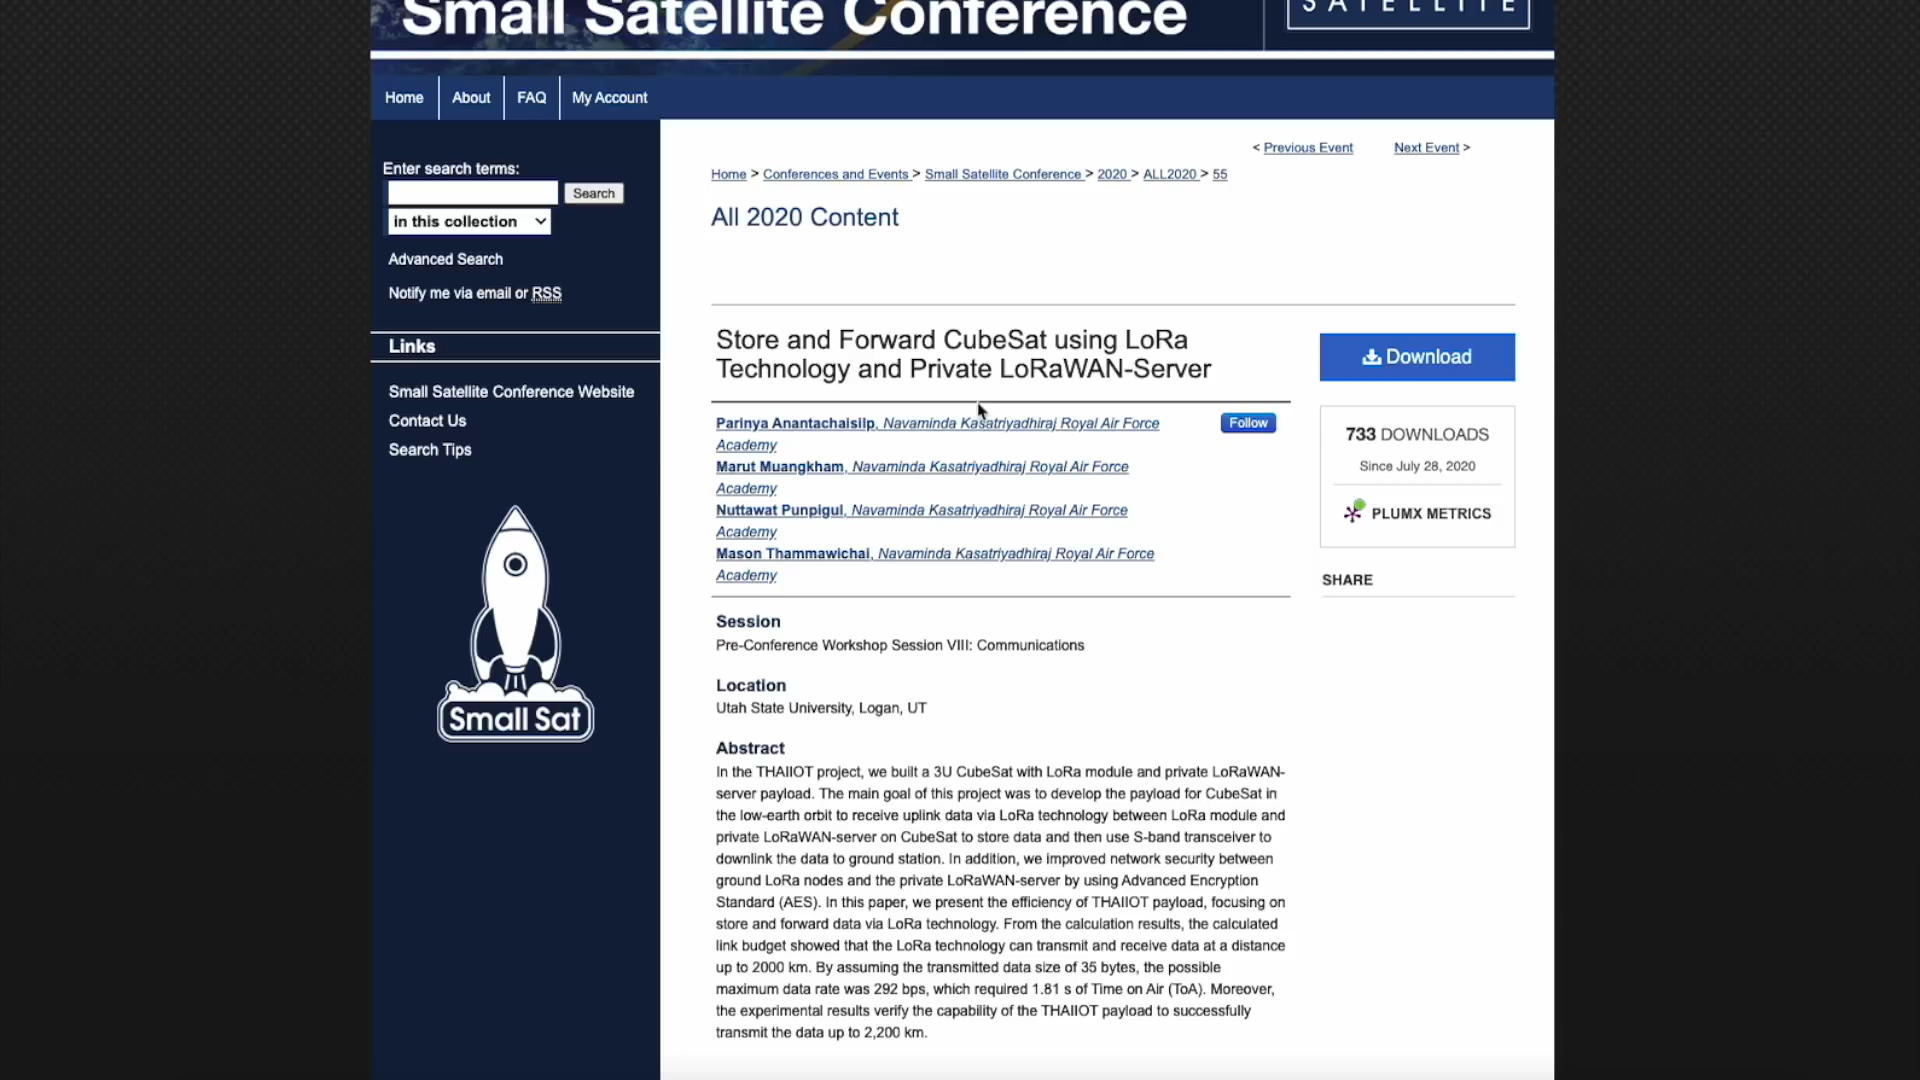 Small Satellite Conference
SATELLITE
Home
About
FAQ
My Account
< Previous Event
Next Event >
Enter search terms:
Search
in this collection
Advanced Search
Notify me via email or RSS
Links
Small Satellite Conference Website
Contact Us
Search Tips
Small Sat
Home > Conferences and Events > Small Satellite Conference > 2020 > ALL2020 > 55
All 2020 Content
Store and Forward CubeSat using LoRa
Technology and Private LoRaWAN-Server
Parinya Anantachaisilp, Navaminda Kasatriyadhiraj Royal Air Force
Academy
Marut Muangkham, Navaminda Kasatriyadhiraj Royal Air Force
Academy
Nuttawat Punpigul, Navaminda Kasatriyadhiraj Royal Air Force
Academy
Mason Thammawichai, Navaminda Kasatriyadhiraj Royal Air Force
Academy
Follow
Download
733 DOWNLOADS
Since July 28, 2020
PLUMX METRICS
SHARE
Session
Pre-Conference Workshop Session VIII: Communications
Location
Utah State University, Logan, UT
Abstract
In the THAIIOT project, we built a 3U CubeSat with LoRa module and private LoRaWAN-
server payload. The main goal of this project was to develop the payload for CubeSat in
the low-earth orbit to receive uplink data via LoRa technology between LoRa module and
private LoRaWAN-server on CubeSat to store data and then use S-band transceiver to
downlink the data to ground station. In addition, we improved network security between
ground LoRa nodes and the private LoRaWAN-server by using Advanced Encryption
Standard (AES). In this paper, we present the efficiency of THAIIOT payload, focusing on
store and forward data via LoRa technology. From the calculation results, the calculated
link budget showed that the LoRa technology can transmit and receive data at a distance
up to 2000 km. By assuming the transmitted data size of 35 bytes, the possible
maximum data rate was 292 bps, which required 1.81 s of Time on Air (ToA). Moreover,
the experimental results verify the capability of the THAIIOT payload to successfully
transmit the data up to 2,200 km.